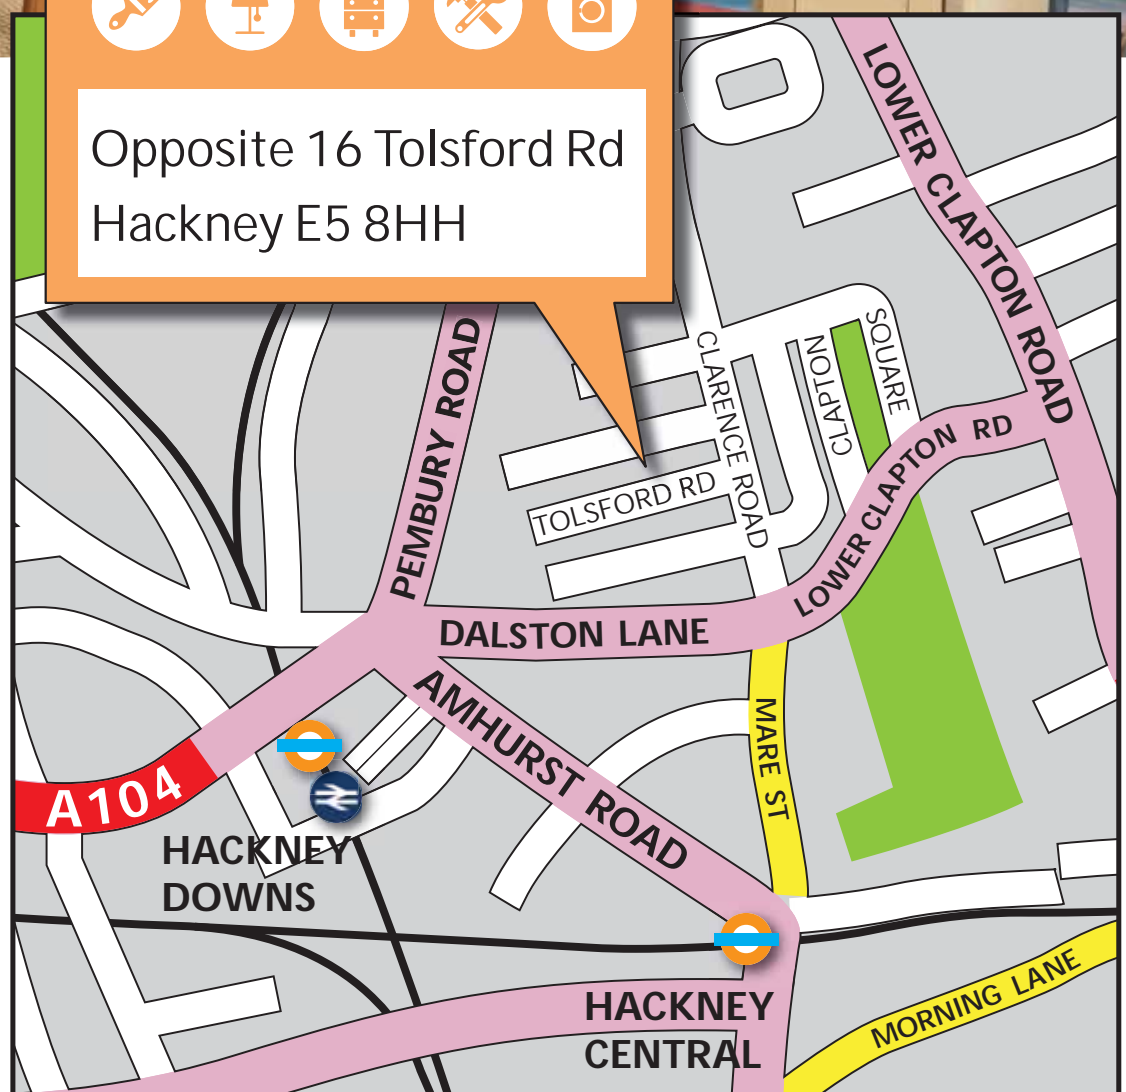 Opposite 16 Tolsford Rd
Hackney E5 8HH
LOWER CLAPTON ROAD
SQUARE
CLAPTON
CLARENCE ROAD
PEMBURY ROAD
LOWER CLAPTON RD
TOLSFORD RD
DALSTON LANE
AMHURST ROAD
MARE ST
A104
HACKNEY
DOWNS
HACKNEY
CENTRAL
MORNING LANE